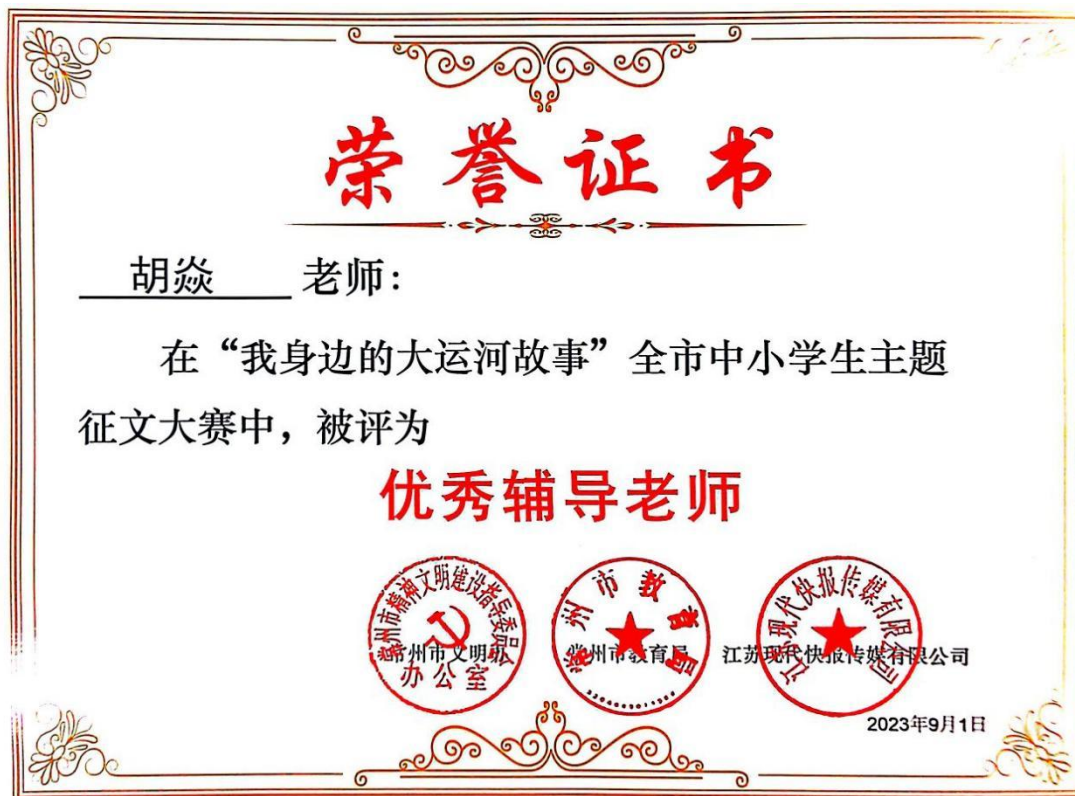 荣誉证书
胡焱 老师：
在“我身边的大运河故事”全市中小学生主题
征文大赛中，被评为
优秀辅导老师
常州市精神文明建设指导委员会
办公室
常州市教育局
江苏现代快报传媒有限公司
常州市文明办 常州市教育局 江苏现代快报传媒有限公司
2023年9月1日